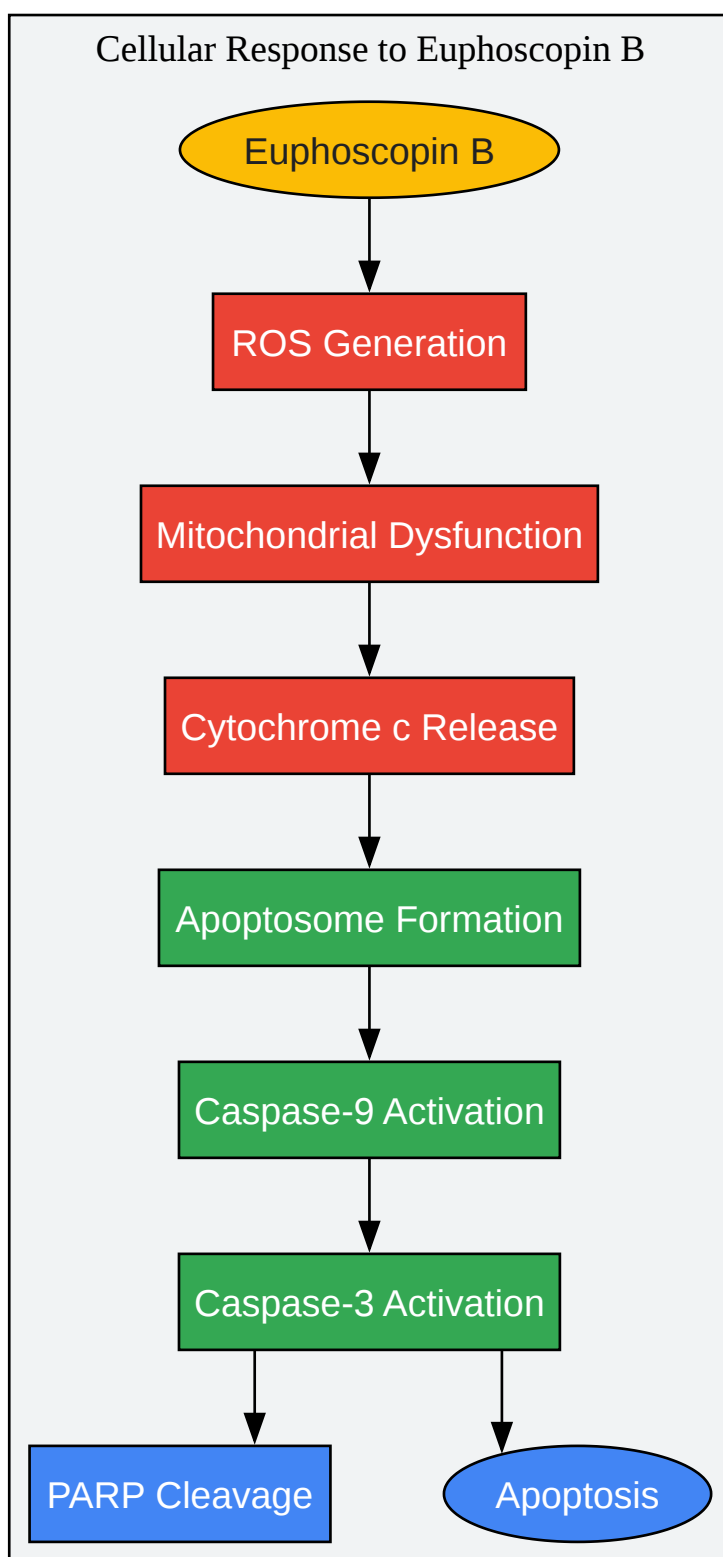 Cellular Response to Euphoscopin B
Euphoscopin B
ROS Generation
Mitochondrial Dysfunction
Cytochrome c Release
Apoptosome Formation
Caspase-9 Activation
Caspase-3 Activation
PARP Cleavage
Apoptosis